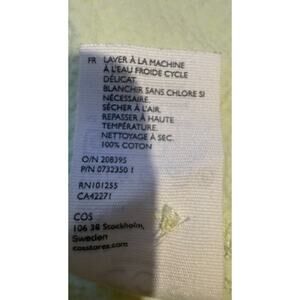 FR LAVER À LA MACHINE
À L'EAU FROIDE CYCLE
DÉLICAT.
BLANCHIR SANS CHLORE SI
NÉCESSAIRE.
SÉCHER À L'AIR.
REPASSER À HAUTE
TEMPÉRATURE.
NETTOYAGE À SEC.
100% COTON
O/N 208395
P/N 0732350 1
RN101255
CA42271
COS
106 38 Stockholm,
Sweden
cosstores.com